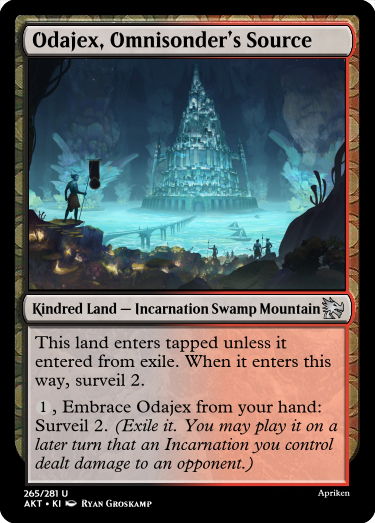 Odajex, Omnisonder's Source
Kindred Land — Incarnation Swamp Mountain
This land enters tapped unless it
entered from exile. When it enters this
way, surveil 2.
1 , Embrace Odajex from your hand:
Surveil 2. (Exile it. You may play it on a
later turn that an Incarnation you control
dealt damage to an opponent.)
265/281 U
Apriken
AKT • KI Ryan Groskamp